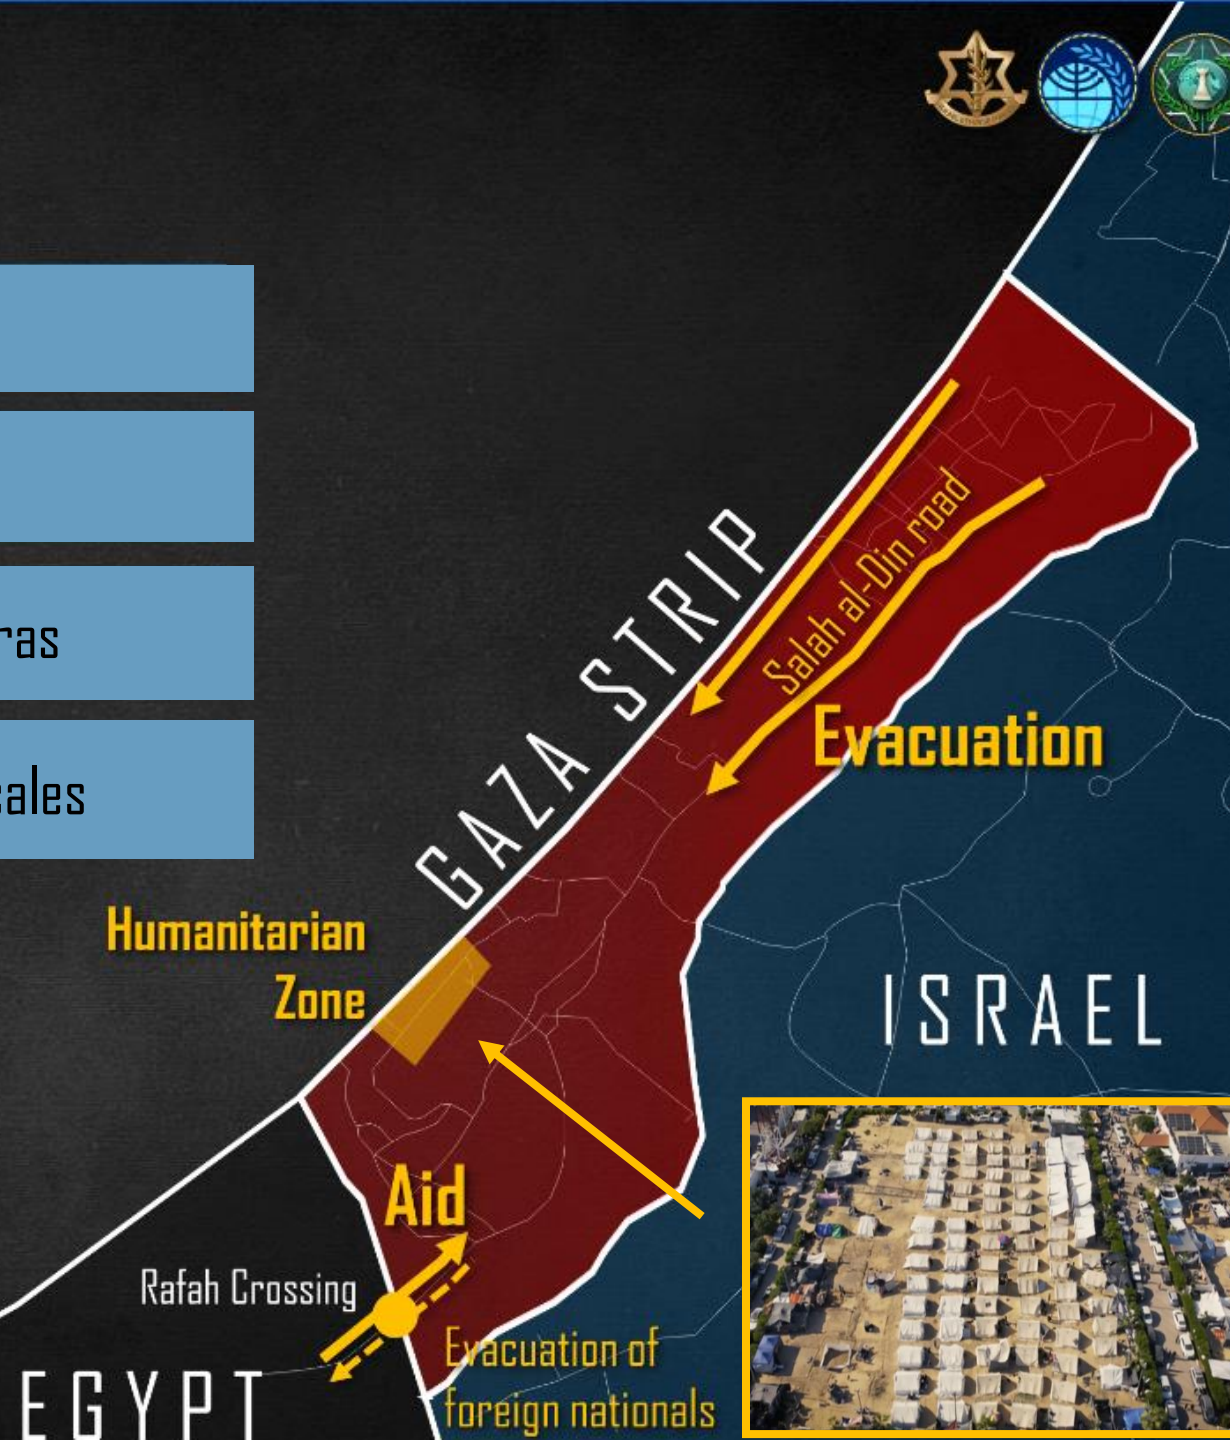 ras
cales
GAZA STRIP
Salah al-Din road
Evacuation
Humanitarian
Zone
ISRAEL
Aid
Rafah Crossing
Evacuation of
foreign nationals
EGYPT